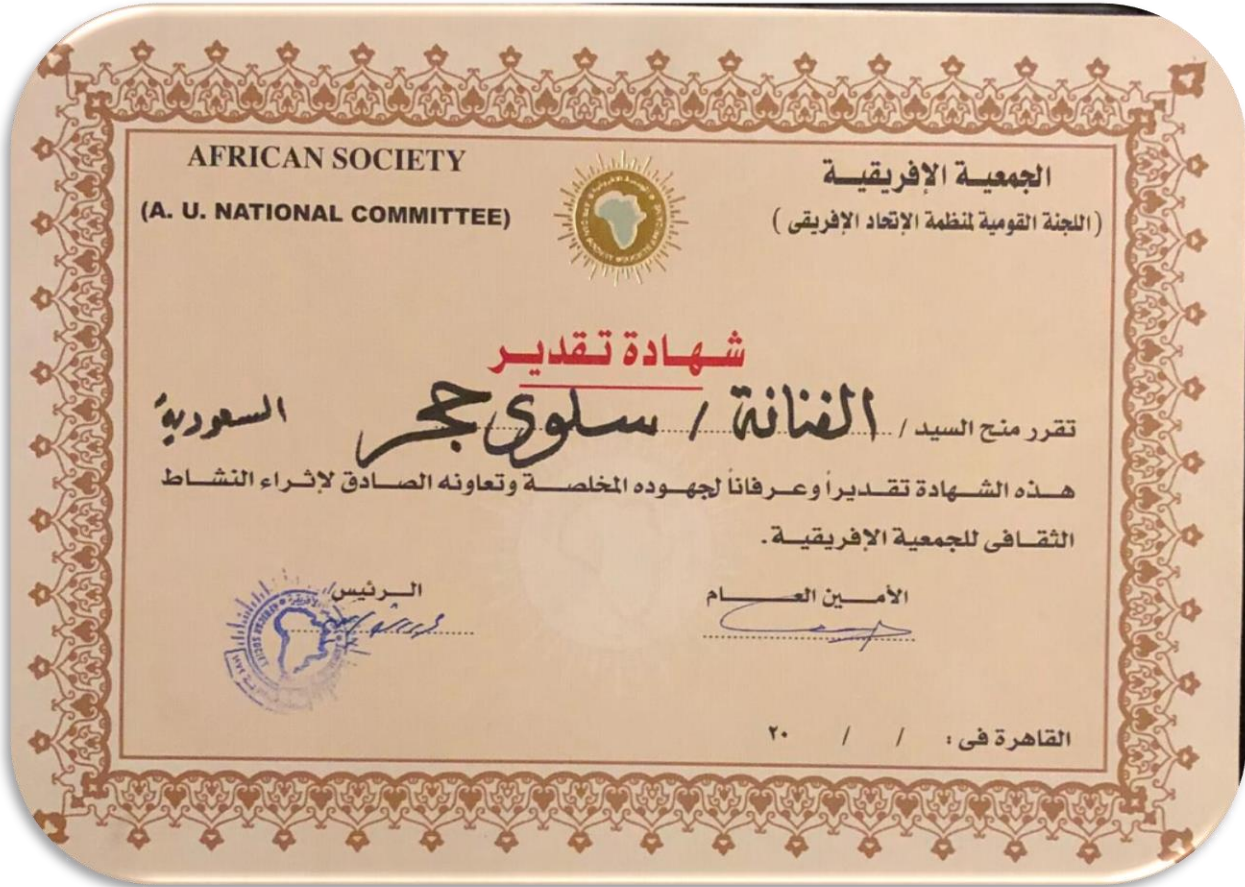 AFRICAN SOCIETY
(A. U. NATIONAL COMMITTEE)
الجمعية الإفريقية
(اللجنة القومية لمنظمة الإتحاد الإفريقى)
شهادة تقدير
تقرر منح السيد / الفنانة / سلوى حجر السعودية
هذه الشهادة تقديراً وعرفاناً لجهوده المخلصة وتعاونه الصادق لإثراء النشاط
الثقافى للجمعية الإفريقية.
الأمين العام
الرئيس
القاهرة فى : / / ٢٠